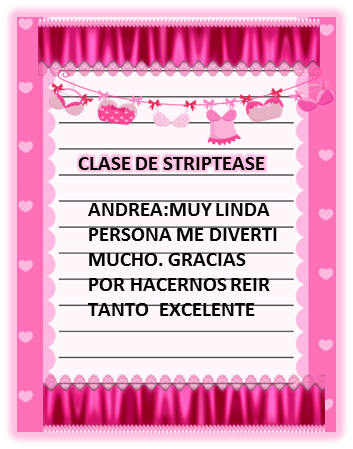 CLASE DE STRIPTEASE
ANDREA:MUY LINDA
PERSONA ME DIVERTI
MUCHO. GRACIAS
POR HACERNOS REIR
TANTO  EXCELENTE